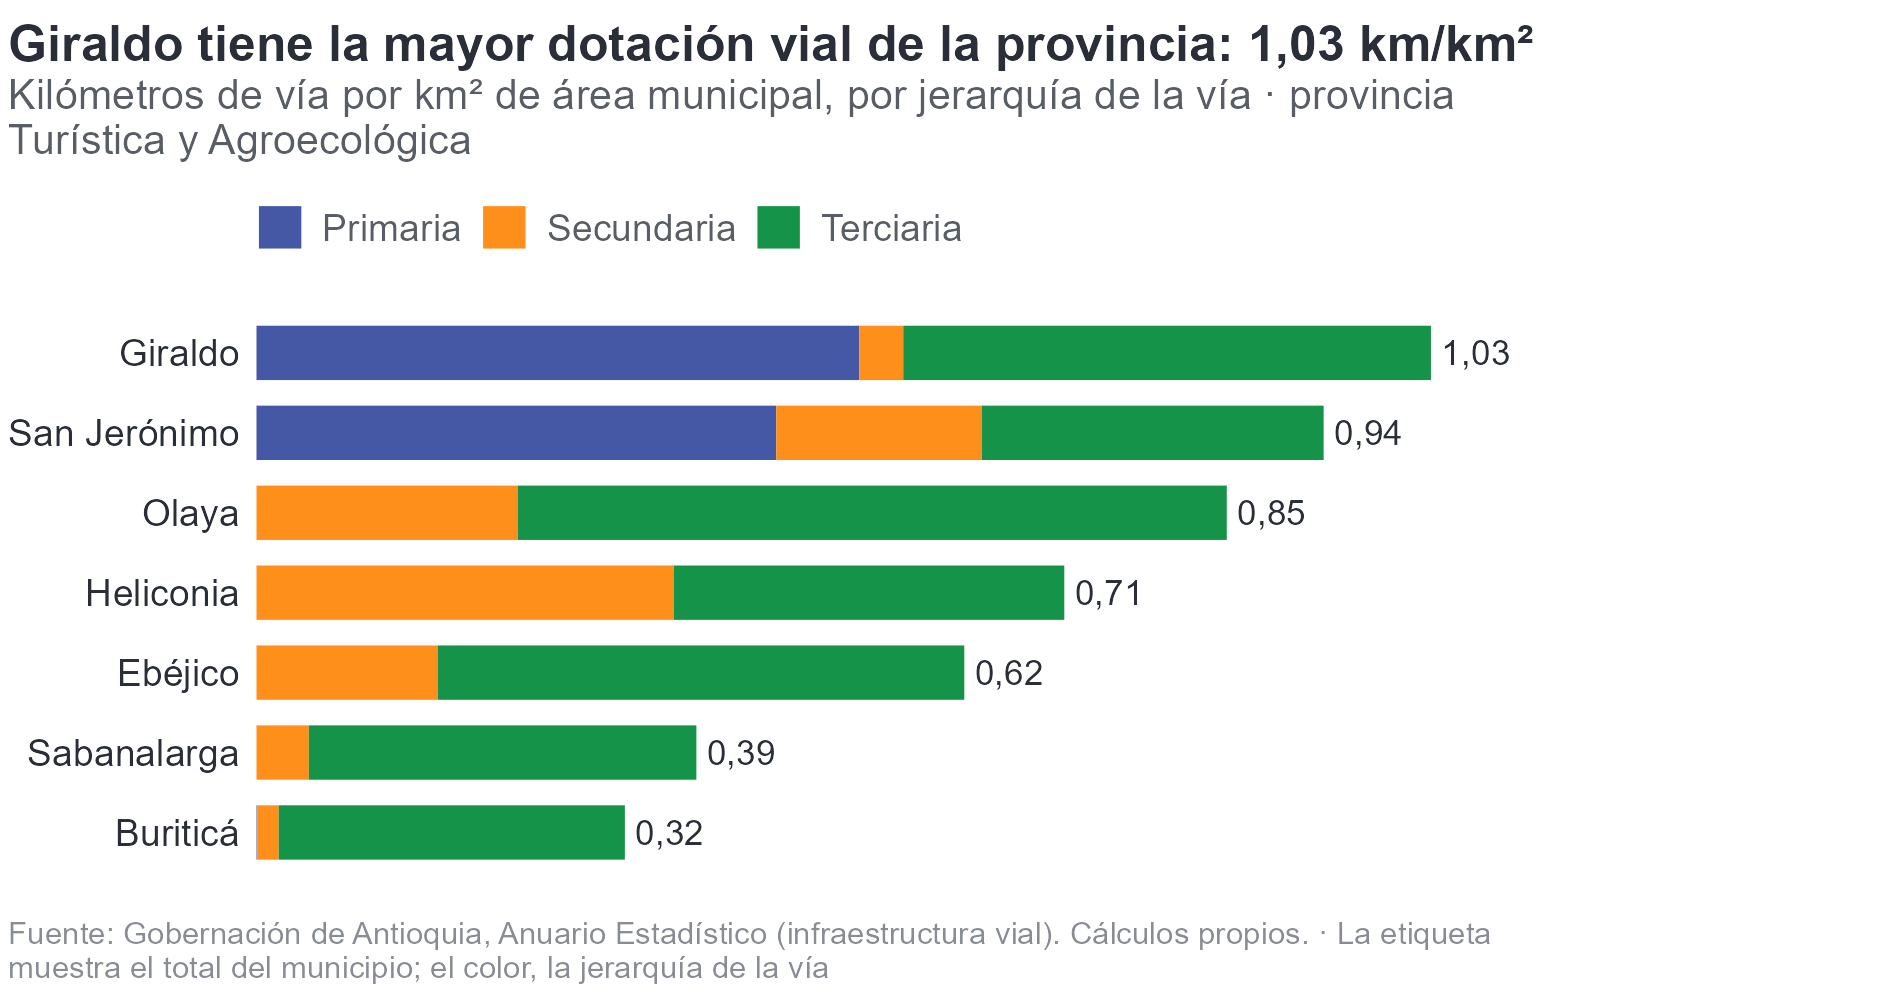 Giraldo tiene la mayor dotación vial de la provincia: 1,03 km/km²
Kilómetros de vía por km² de área municipal, por jerarquía de la vía · provincia
Turística y Agroecológica
Primaria Secundaria Terciaria
Giraldo 1,03
San Jerónimo 0,94
Olaya 0,85
Heliconia 0,71
Ebéjico 0,62
Sabanalarga 0,39
Buriticá 0,32
Fuente: Gobernación de Antioquia, Anuario Estadístico (infraestructura vial). Cálculos propios. · La etiqueta
muestra el total del municipio; el color, la jerarquía de la vía